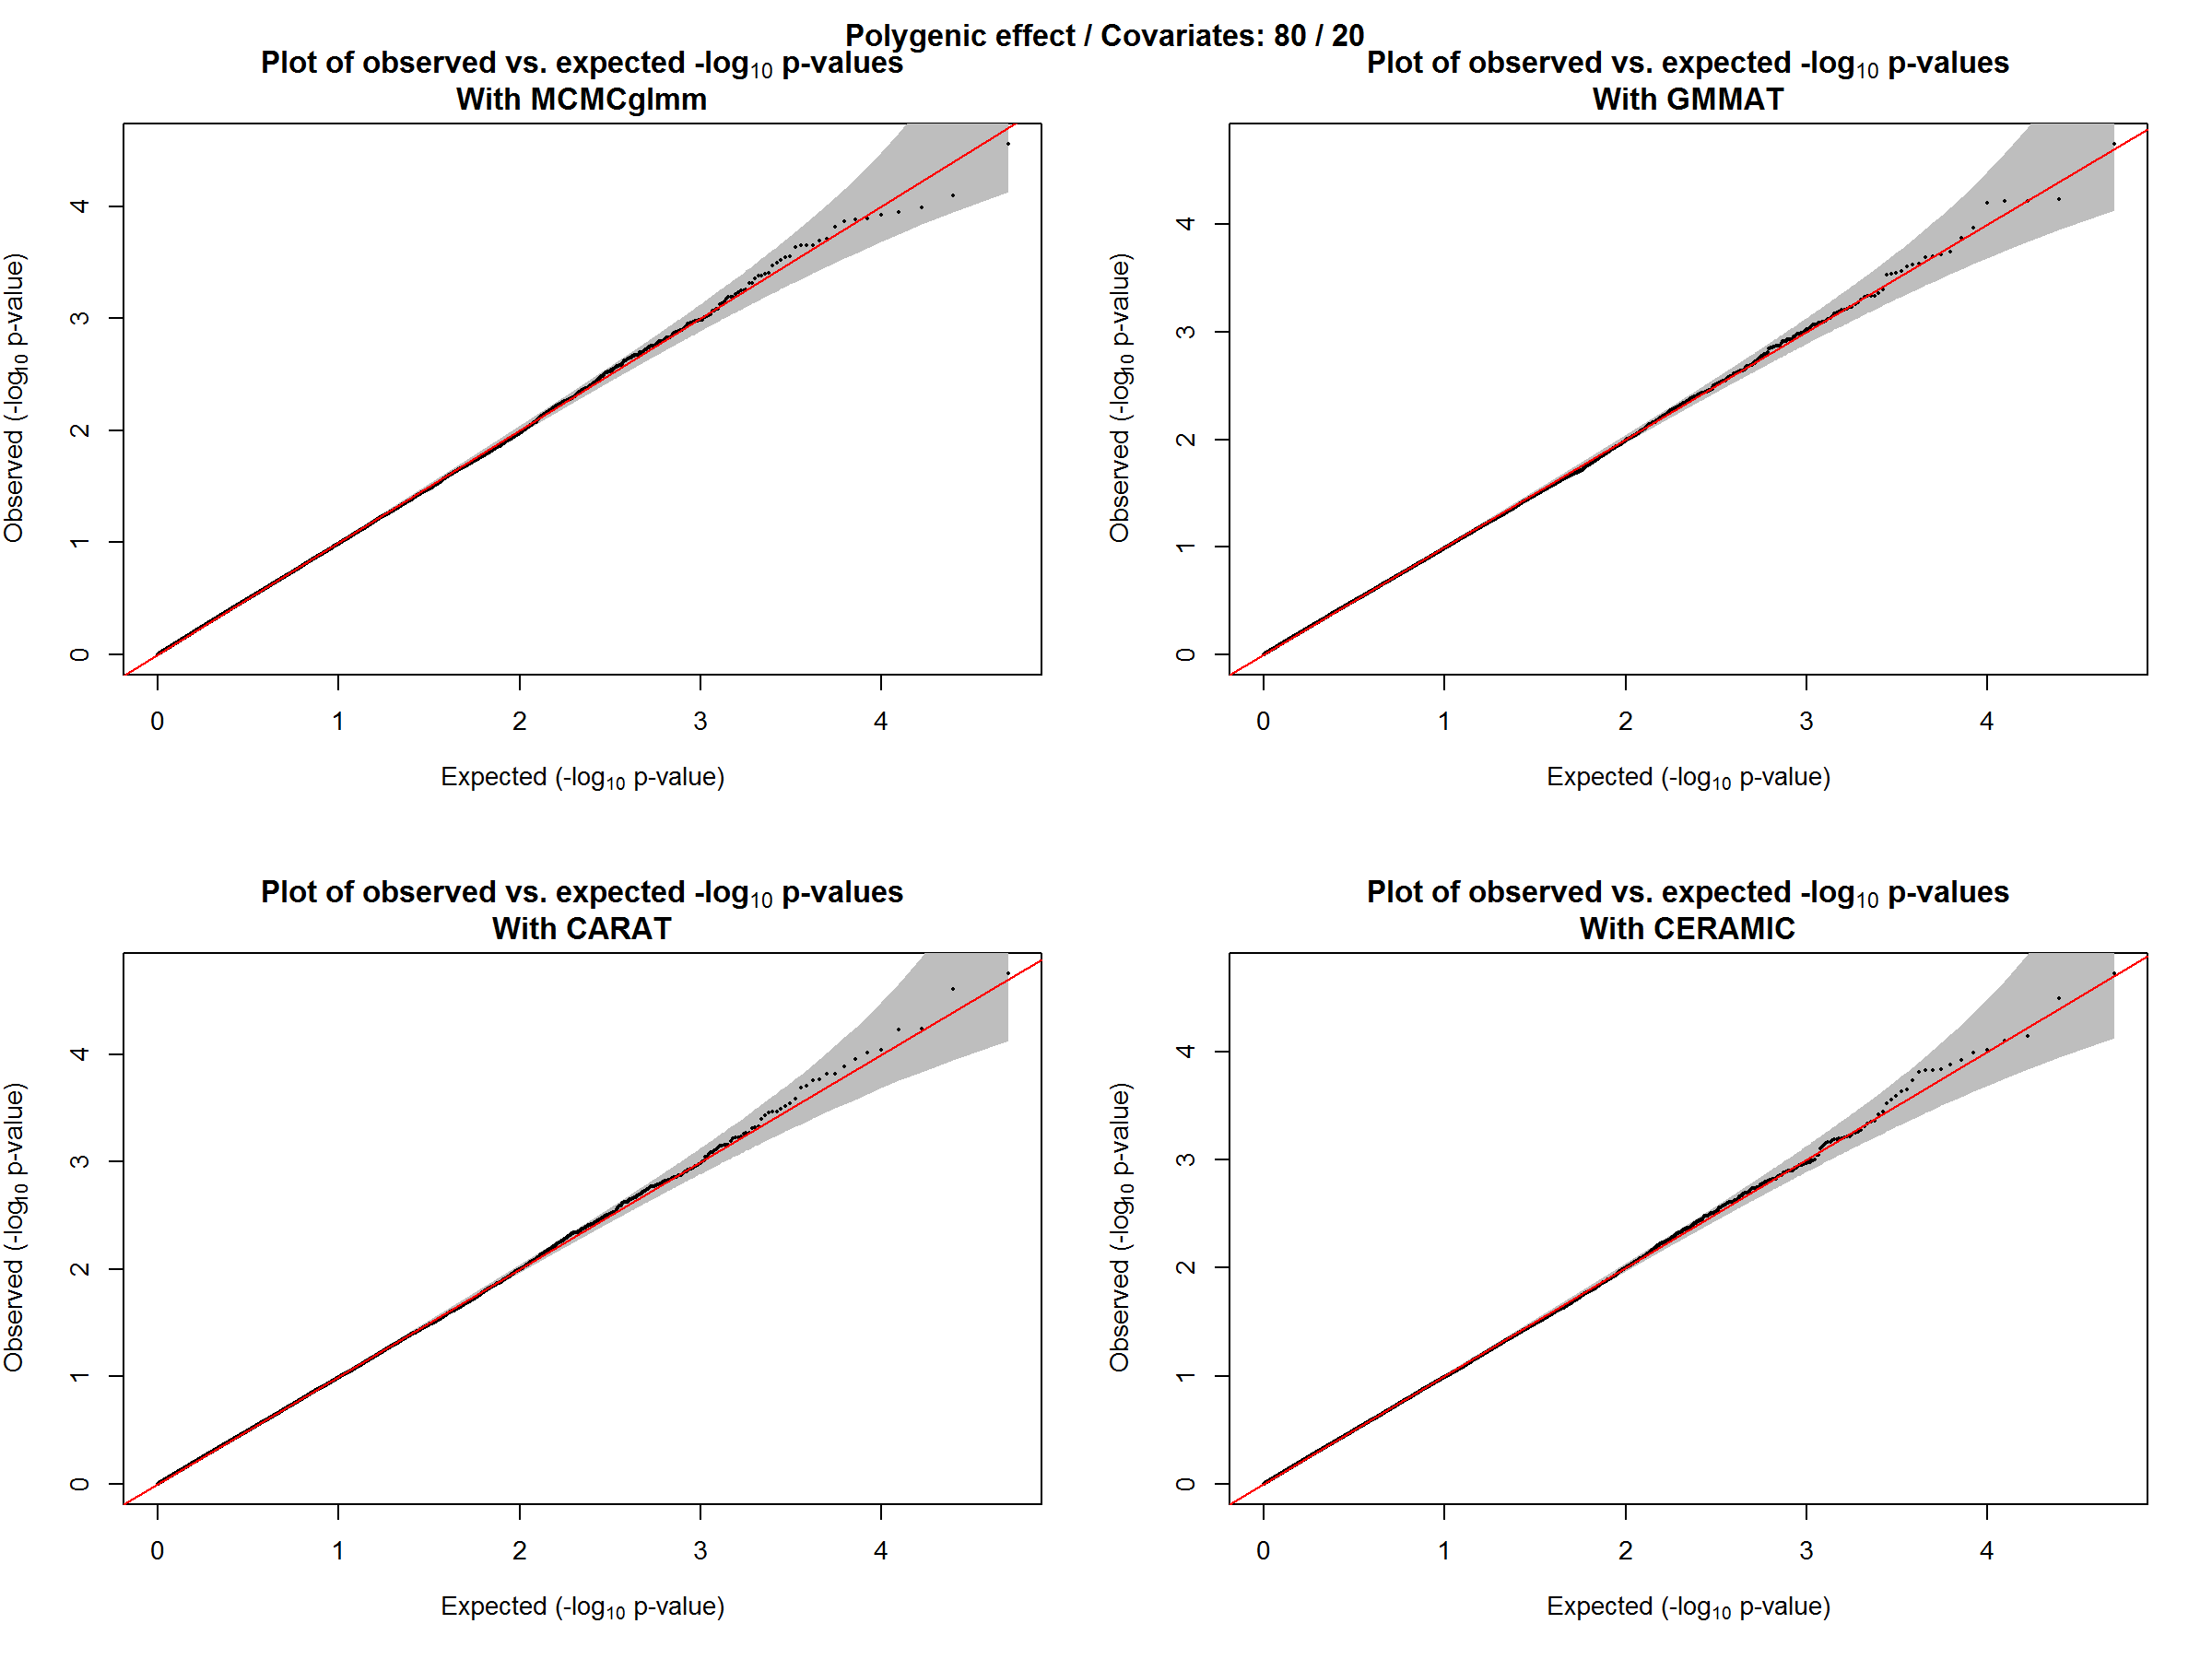 Polygenic effect / Covariates: 80 / 20
Plot of observed vs. expected -log10 p-values
With MCMCglmm
Observed (-log10 p-value)
4
3
2
1
0
0 1 2 3 4
Expected (-log10 p-value)
Plot of observed vs. expected -log10 p-values
With GMMAT
Observed (-log10 p-value)
4
3
2
1
0
0 1 2 3 4
Expected (-log10 p-value)
Plot of observed vs. expected -log10 p-values
With CARAT
Observed (-log10 p-value)
4
3
2
1
0
0 1 2 3 4
Expected (-log10 p-value)
Plot of observed vs. expected -log10 p-values
With CERAMIC
Observed (-log10 p-value)
4
3
2
1
0
0 1 2 3 4
Expected (-log10 p-value)